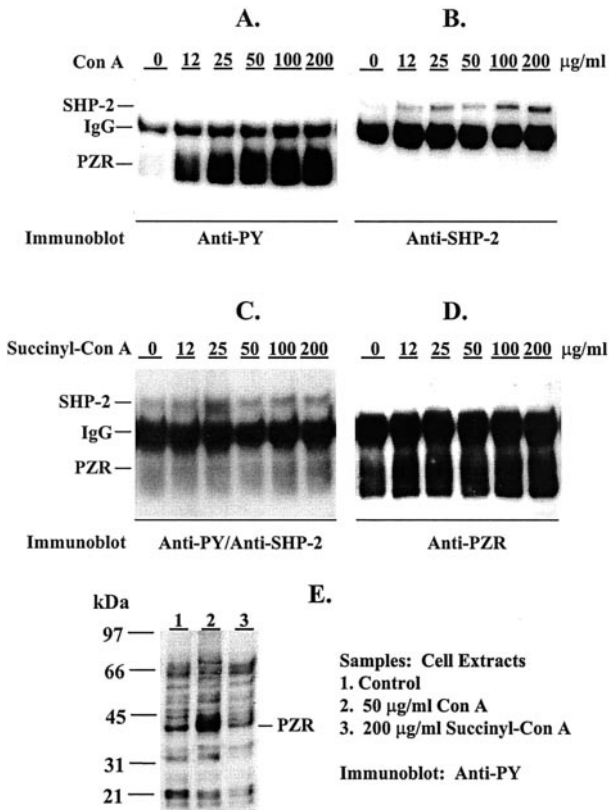 A. B.
Con A 0 12 25 50 100 200 0 12 25 50 100 200 μg/ml
SHP-2
IgG
PZR
Immunoblot Anti-PY Anti-SHP-2
C. D.
Succinyl-Con A 0 12 25 50 100 200 0 12 25 50 100 200 μg/ml
SHP-2
IgG
PZR
Immunoblot Anti-PY/Anti-SHP-2 Anti-PZR
E.
kDa 1 2 3
97
66
45
31
21
PZR
Samples: Cell Extracts
1. Control
2. 50 μg/ml Con A
3. 200 μg/ml Succinyl-Con A
Immunoblot: Anti-PY